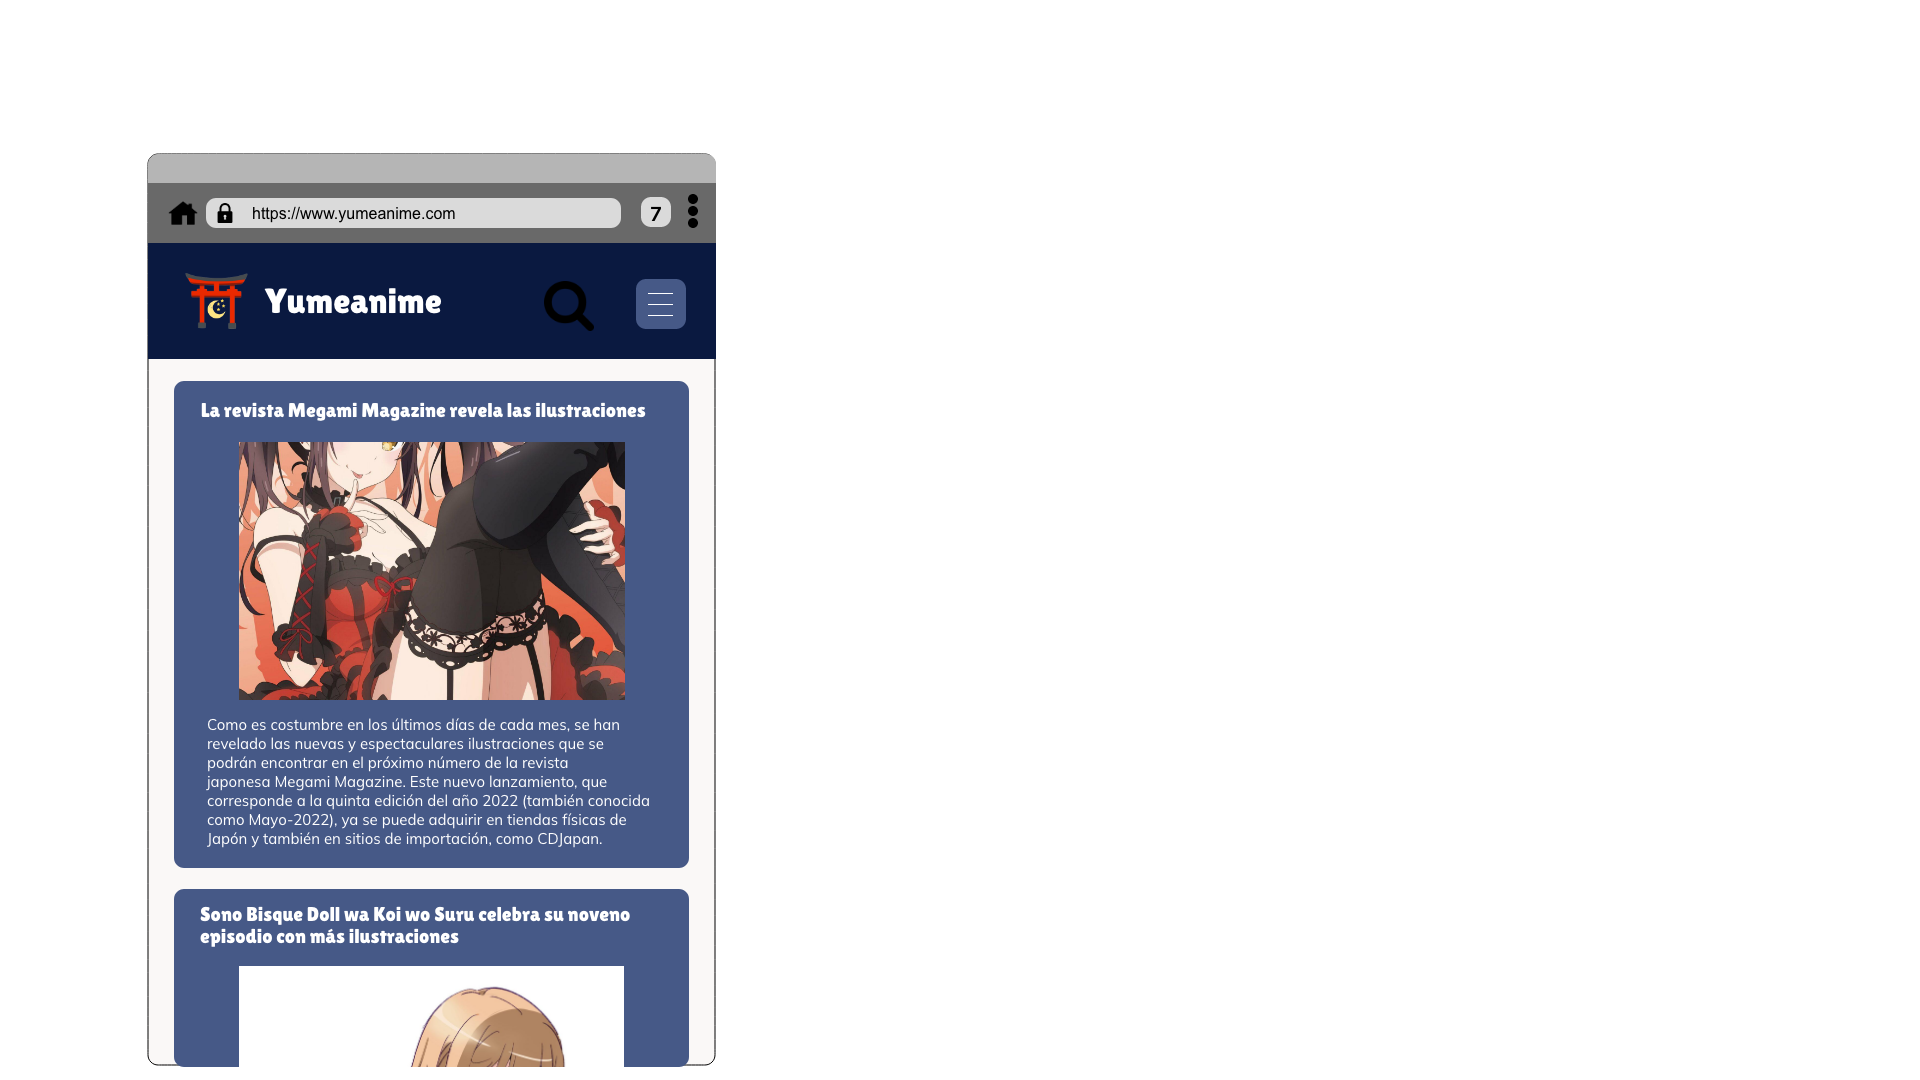 https://www.yumeanime.com
7
Yumeanime
La revista Megami Magazine revela las ilustraciones
Como es costumbre en los últimos días de cada mes, se han
revelado las nuevas y espectaculares ilustraciones que se
podrán encontrar en el próximo número de la revista
japonesa Megami Magazine. Este nuevo lanzamiento, que
corresponde a la quinta edición del año 2022 (también conocida
como Mayo-2022), ya se puede adquirir en tiendas físicas de
Japón y también en sitios de importación, como CDJapan.
Sono Bisque Doll wa Koi wo Suru celebra su noveno
episodio con más ilustraciones